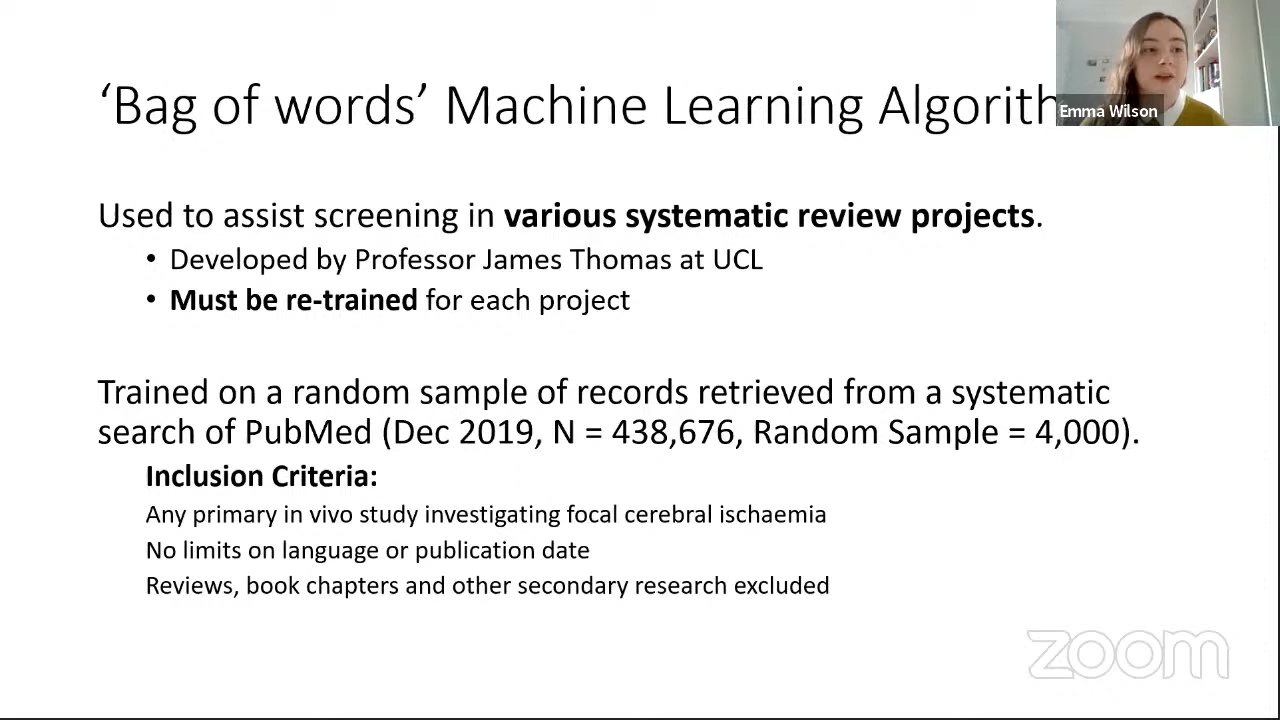 ‘Bag of words’ Machine Learning Algorith
Emma Wilson
Used to assist screening in various systematic review projects.
• Developed by Professor James Thomas at UCL
• Must be re-trained for each project
Trained on a random sample of records retrieved from a systematic
search of PubMed (Dec 2019, N = 438,676, Random Sample = 4,000).
Inclusion Criteria:
Any primary in vivo study investigating focal cerebral ischaemia
No limits on language or publication date
Reviews, book chapters and other secondary research excluded
zoom